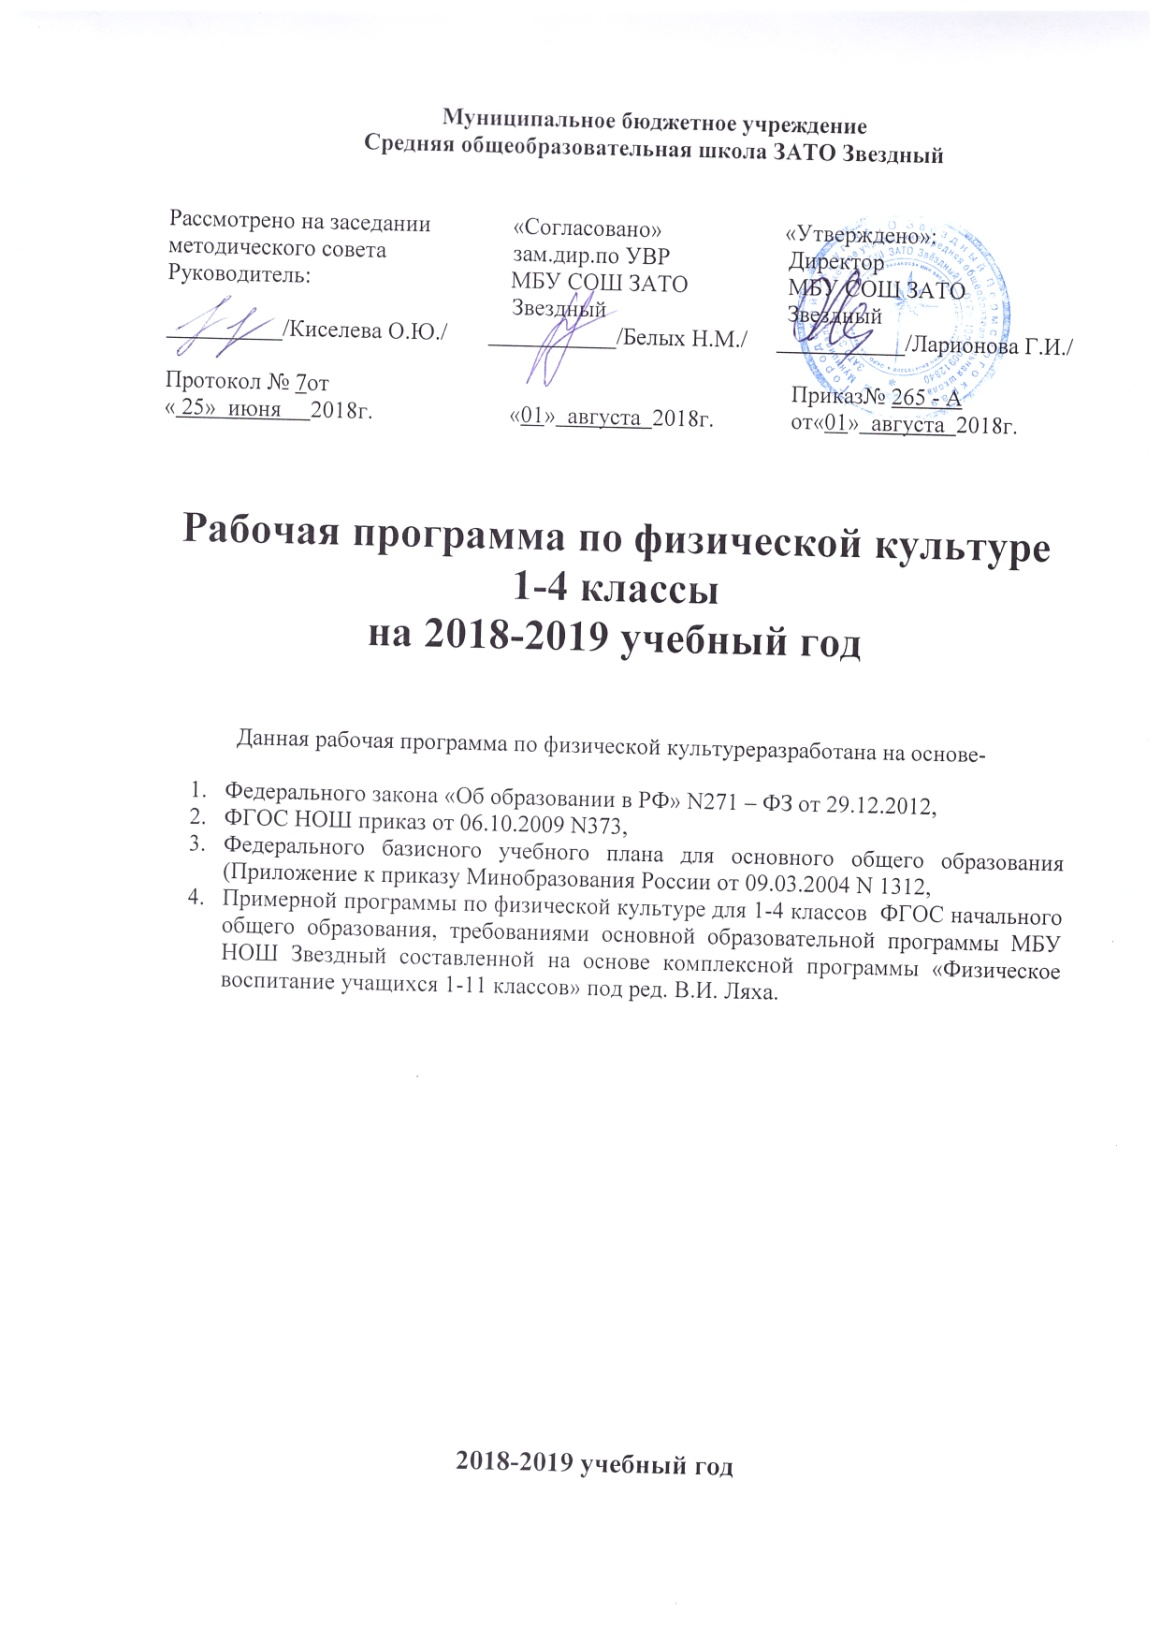 Муниципальное бюджетное учреждение
Средняя общеобразовательная школа ЗАТО Звездный
Рассмотрено на заседании
методического совета
Руководитель:
____________/Киселева О.Ю./
Протокол № 7от
« 25»  июня     2018г.
«Согласовано»
зам.дир.по УВР
МБУ СОШ ЗАТО
Звездный
____________/Белых Н.М./
«01»  августа  2018г.
«Утверждено»:
Директор
МБУ СОШ ЗАТО
Звездный
____________/Ларионова Г.И./
Приказ№ 265 - А
от«01»  августа  2018г.
Рабочая программа по физической культуре
1-4 классы
на 2018-2019 учебный год
Данная рабочая программа по физической культуреразработана на основе-
1. Федерального закона «Об образовании в РФ» N271 – ФЗ от 29.12.2012,
2. ФГОС НОШ приказ от 06.10.2009 N373,
3. Федерального базисного учебного плана для основного общего образования
(Приложение к приказу Минобразования России от 09.03.2004 N 1312,
4. Примерной программы по физической культуре для 1-4 классов  ФГОС начального
общего образования, требованиями основной образовательной программы МБУ
НОШ Звездный составленной на основе комплексной программы «Физическое
воспитание учащихся 1-11 классов» под ред. В.И. Ляха.
2018-2019 учебный год